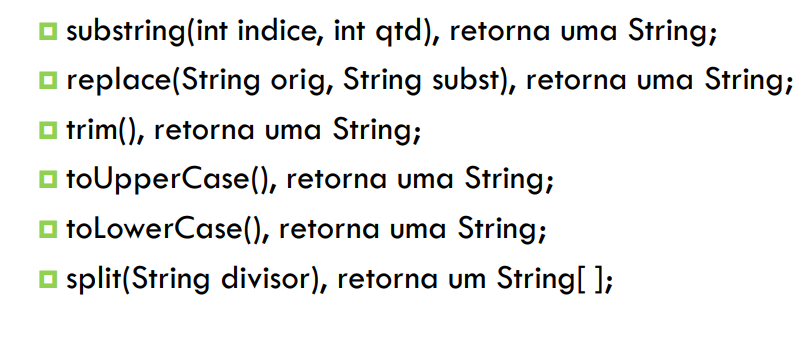 substring(int indice, int qtd), retorna uma String;
replace(String orig, String subst), retorna uma String;
trim(), retorna uma String;
toUpperCase(), retorna uma String;
toLowerCase(), retorna uma String;
split(String divisor), retorna um String[ ];